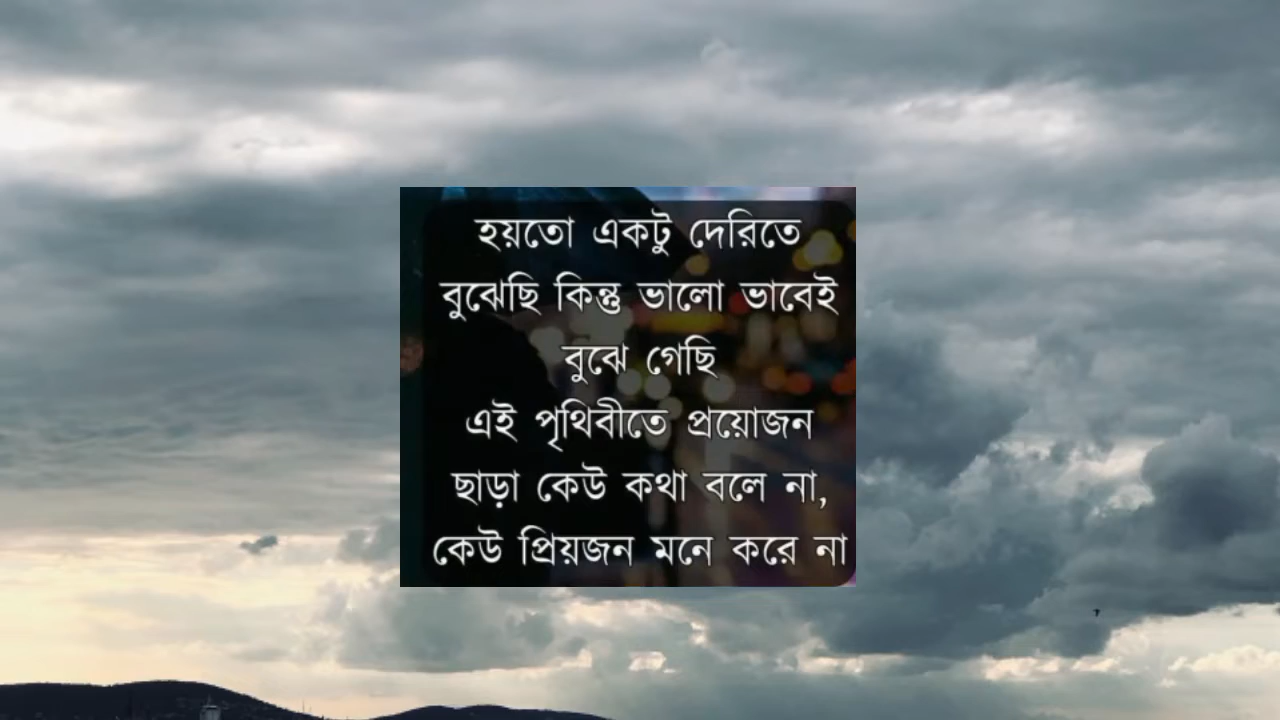 হয়তো একটু দেরিতে
বুঝেছি কিন্তু ভালো ভাবেই
বুঝে গেছি
এই পৃথিবীতে প্রয়োজন
ছাড়া কেউ কথা বলে না,
কেউ প্রিয়জন মনে করে না